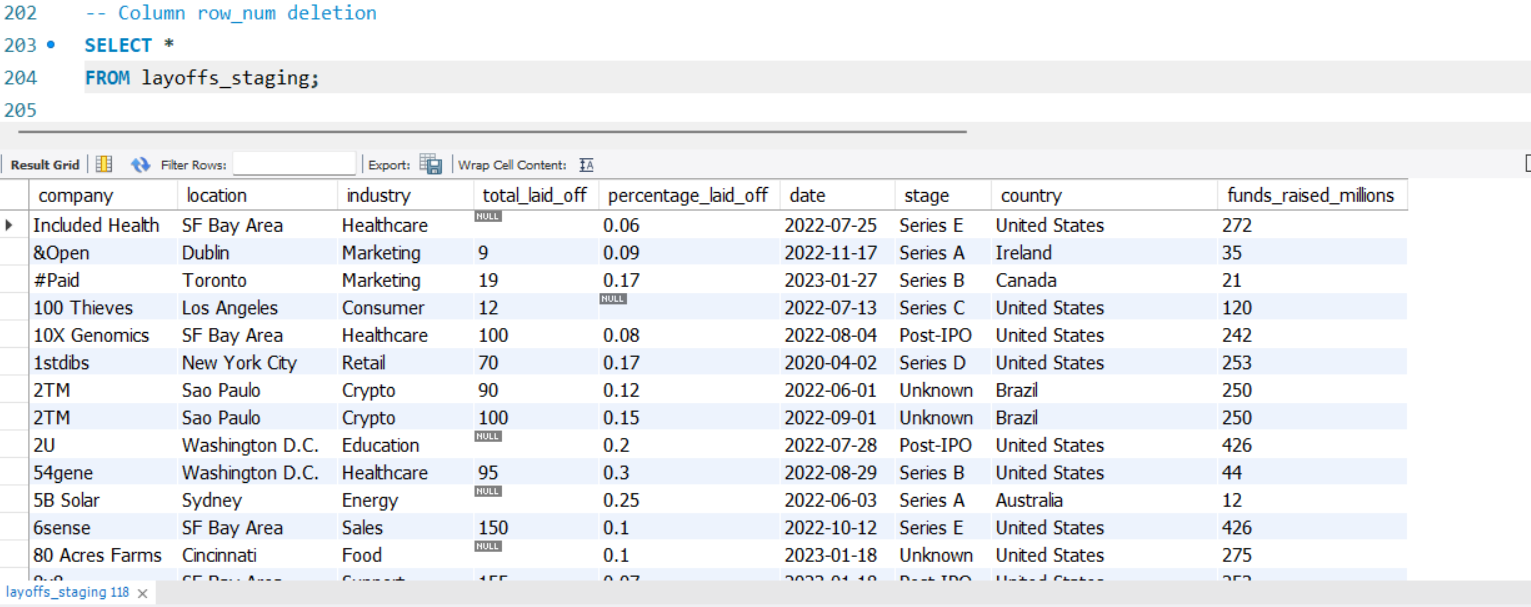 202 -- Column row_num deletion
203 SELECT *
204 FROM layoffs_staging;
205
Result Grid Filter Rows: Export: Wrap Cell Content:
company location industry total_laid_off percentage_laid_off date stage country funds_raised_millions
Included Health SF Bay Area Healthcare NULL 0.06 2022-07-25 Series E United States 272
&Open Dublin Marketing 9 0.09 2022-11-17 Series A Ireland 35
#Paid Toronto Marketing 19 0.17 2023-01-27 Series B Canada 21
100 Thieves Los Angeles Consumer 12 NULL 2022-07-13 Series C United States 120
10X Genomics SF Bay Area Healthcare 100 0.08 2022-08-04 Post-IPO United States 242
1stdibs New York City Retail 70 0.17 2020-04-02 Series D United States 253
2TM Sao Paulo Crypto 90 0.12 2022-06-01 Unknown Brazil 250
2TM Sao Paulo Crypto 100 0.15 2022-09-01 Unknown Brazil 250
2U Washington D.C. Education NULL 0.2 2022-07-28 Post-IPO United States 426
54gene Washington D.C. Healthcare 95 0.3 2022-08-29 Series B United States 44
5B Solar Sydney Energy NULL 0.25 2022-06-03 Series A Australia 12
6sense SF Bay Area Sales 150 0.1 2022-10-12 Series E United States 426
80 Acres Farms Cincinnati Food NULL 0.1 2023-01-18 Unknown United States 275
layoffs_staging 118